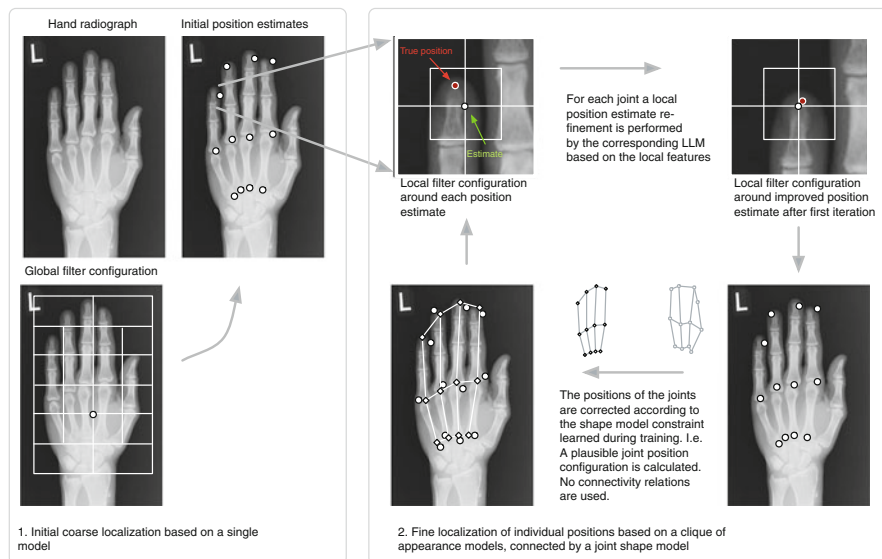 Hand radiograph
Initial position estimates
L
L
Global filter configuration
L
1. Initial coarse localization based on a single
model
True position
Estimate
Local filter configuration
around each position
estimate
For each joint a local
position estimate re-
finement is performed
by the corresponding LLM
based on the local features
Local filter configuration
around improved position
estimate after first iteration
L
L
The positions of the joints
are corrected according to
the shape model constraint
learned during training. I.e.
A plausible joint position
configuration is calculated.
No connectivity relations
are used.
2. Fine localization of individual positions based on a clique of
appearance models, connected by a joint shape model